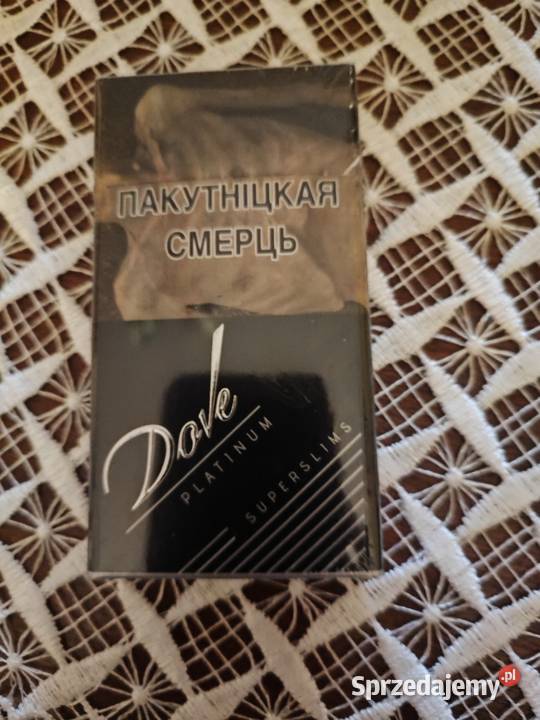 ПАКУТНІЦКАЯ
СМЕРЦЬ
Dove
PLATINUM
SUPERSLIMS
Sprzedajemy.pl